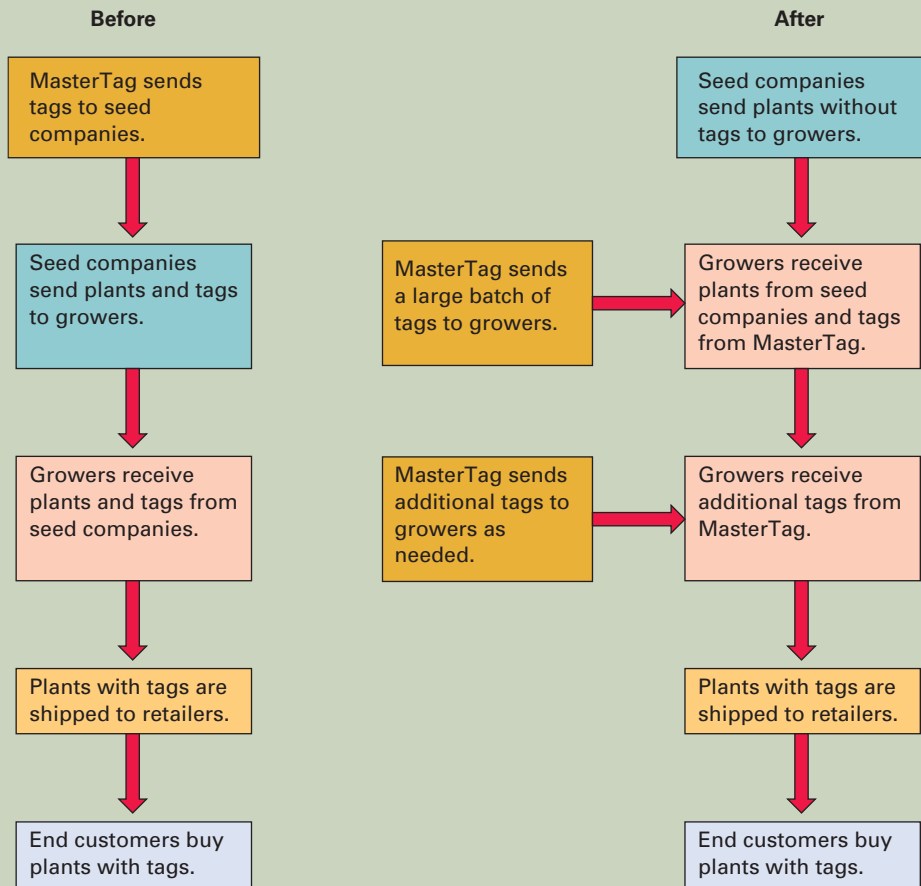 Before
MasterTag sends
tags to seed
companies.
Seed companies
send plants and tags
to growers.
Growers receive
plants and tags from
seed companies.
Plants with tags are
shipped to retailers.
End customers buy
plants with tags.
After
Seed companies
send plants without
tags to growers.
MasterTag sends
a large batch of
tags to growers.
Growers receive
plants from seed
companies and tags
from MasterTag.
MasterTag sends
additional tags to
growers as
needed.
Growers receive
additional tags from
MasterTag.
Plants with tags are
shipped to retailers.
End customers buy
plants with tags.